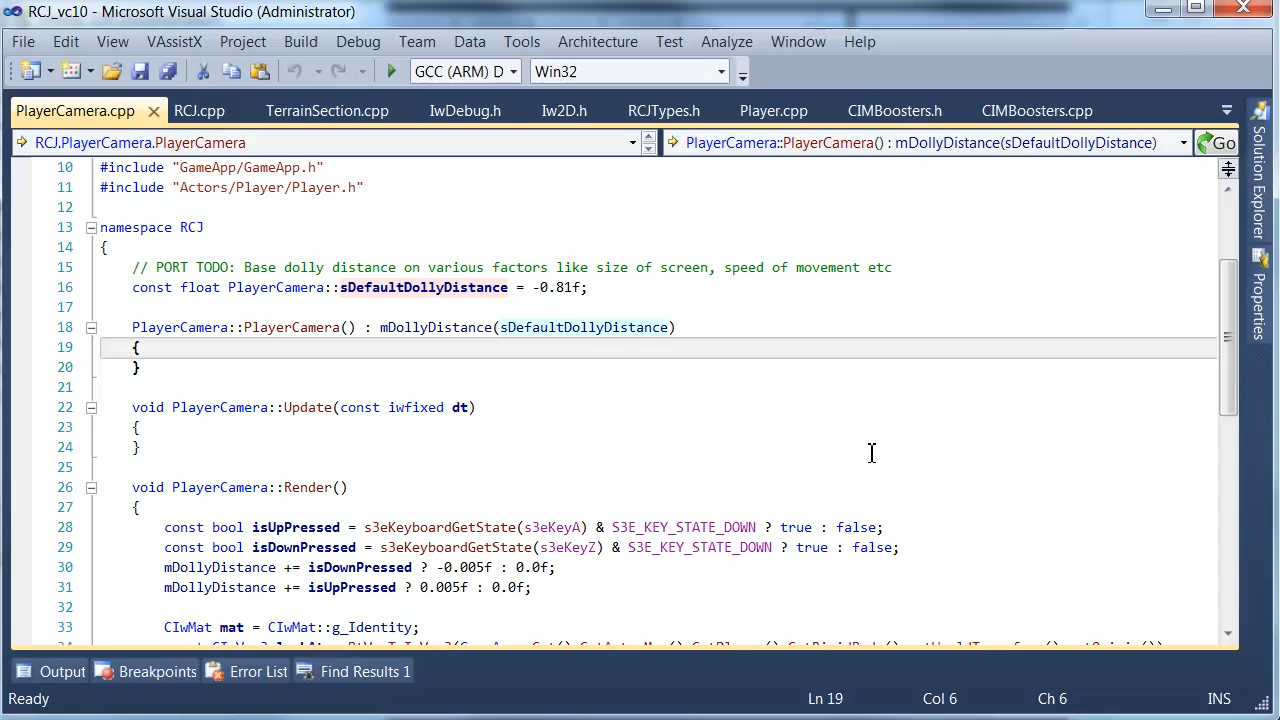 RCJ_vc10 - Microsoft Visual Studio (Administrator)
File Edit View VAssistX Project Build Debug Team Data Tools Architecture Test Analyze Window Help
GCC (ARM) D Win32
PlayerCamera.cpp RCJ.cpp TerrainSection.cpp IwDebug.h Iw2D.h RCJTypes.h Player.cpp CIMBoosters.h CIMBoosters.cpp
RCJ.PlayerCamera.PlayerCamera PlayerCamera::PlayerCamera() : mDollyDistance(sDefaultDollyDistance) Go
10 #include "GameApp/GameApp.h"
11 #include "Actors/Player/Player.h"
12
13 namespace RCJ
14 {
15 // PORT TODO: Base dolly distance on various factors like size of screen, speed of movement etc
16 const float PlayerCamera::sDefaultDollyDistance = -0.81f;
17
18 PlayerCamera::PlayerCamera() : mDollyDistance(sDefaultDollyDistance)
19 {
20 }
21
22 void PlayerCamera::Update(const iwfixed dt)
23 {
24 }
25
26 void PlayerCamera::Render()
27 {
28 const bool isUpPressed = s3eKeyboardGetState(s3eKeyA) & S3E_KEY_STATE_DOWN ? true : false;
29 const bool isDownPressed = s3eKeyboardGetState(s3eKeyZ) & S3E_KEY_STATE_DOWN ? true : false;
30 mDollyDistance += isDownPressed ? -0.005f : 0.0f;
31 mDollyDistance += isUpPressed ? 0.005f : 0.0f;
32
33 CIwMat mat = CIwMat::g_Identity;
Solution Explorer
Properties
Output Breakpoints Error List Find Results 1
Ready Ln 19 Col 6 Ch 6 INS